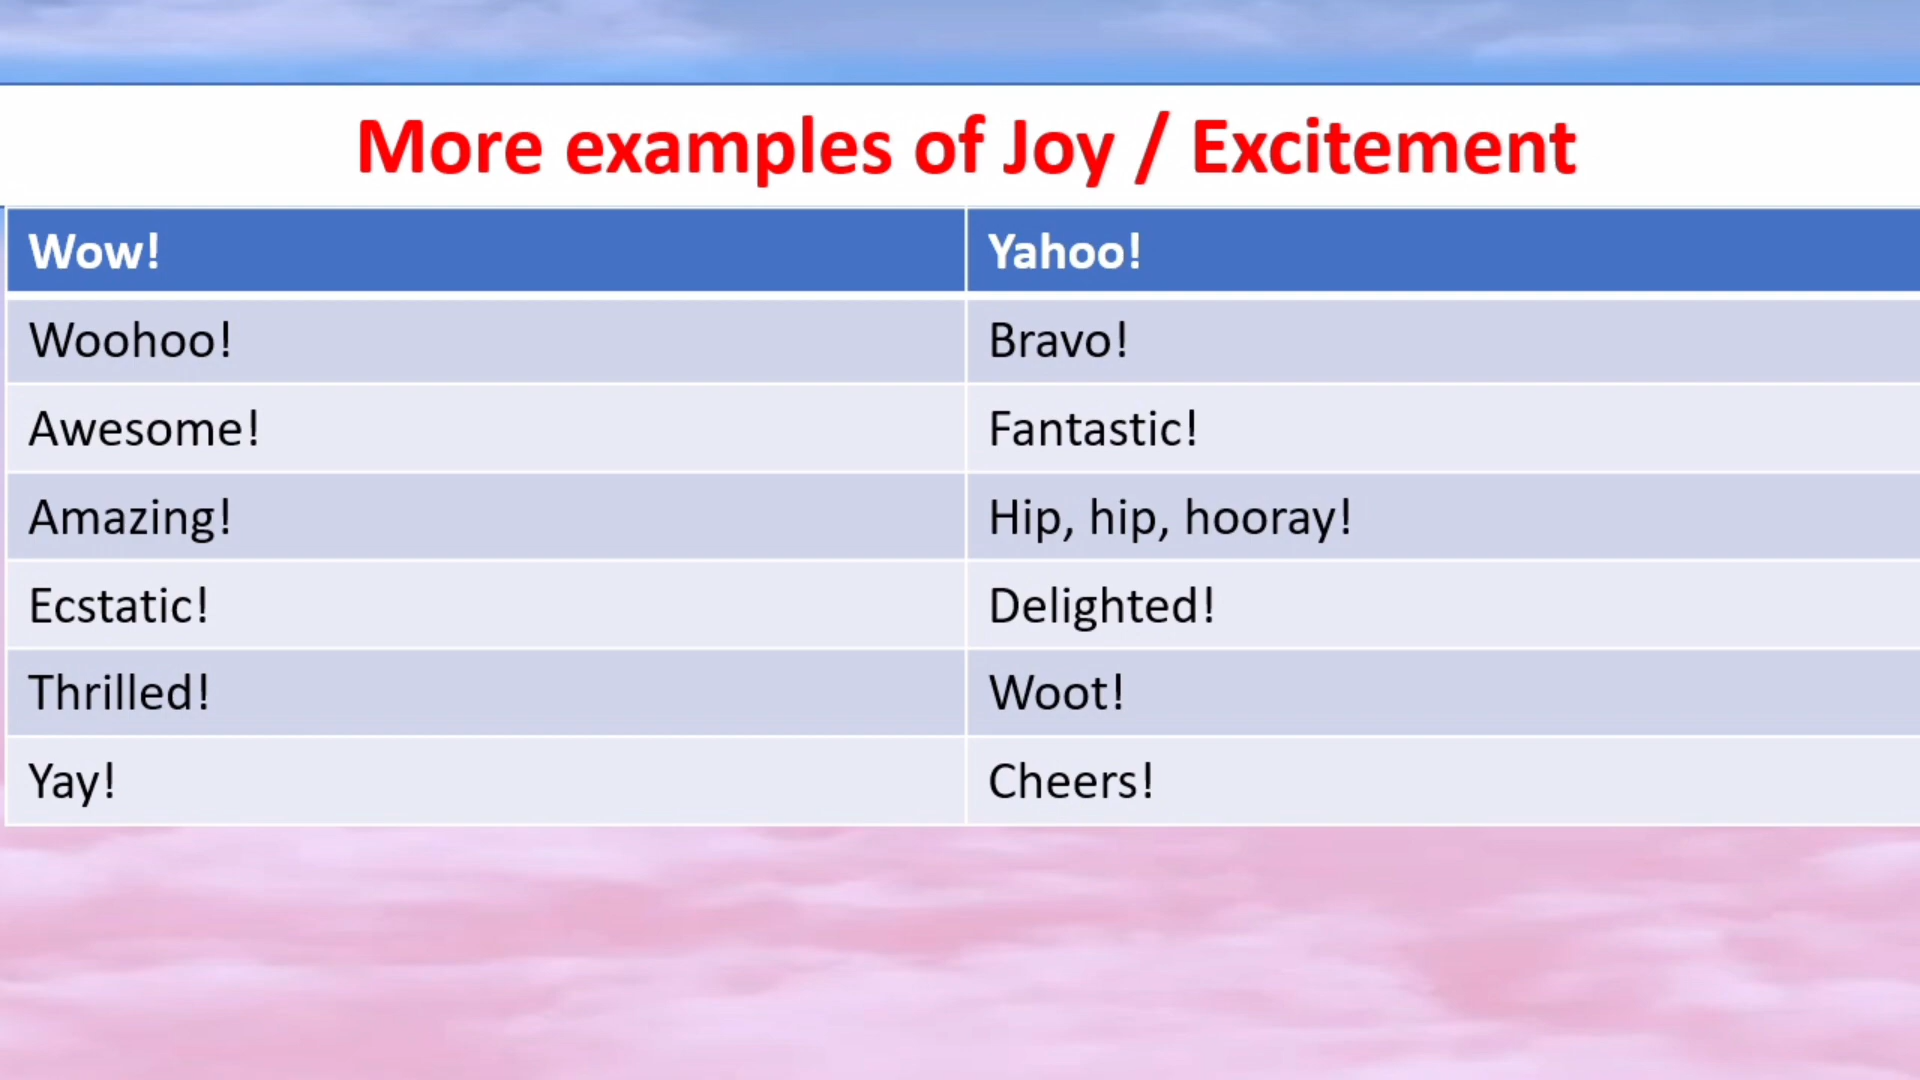 More examples of Joy / Excitement
Wow! Yahoo!
Woohoo! Bravo!
Awesome! Fantastic!
Amazing! Hip, hip, hooray!
Ecstatic! Delighted!
Thrilled! Woot!
Yay! Cheers!